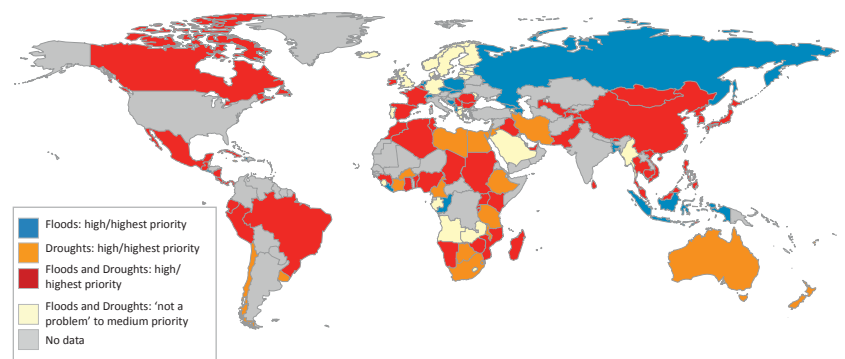 Floods: high/highest priority
Droughts: high/highest priority
Floods and Droughts: high/
highest priority
Floods and Droughts: ‘not a
problem’ to medium priority
No data